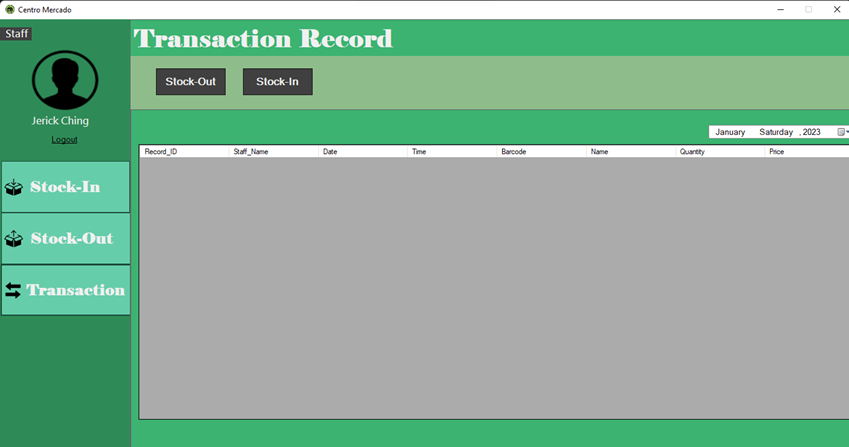 Centro Mercado
Staff
Jerick Ching
Logout
Stock-In
Stock-Out
Transaction
Transaction Record
Stock-Out Stock-In
January Saturday , 2023
Record_ID Staff_Name Date Time Barcode Name Quantity Price